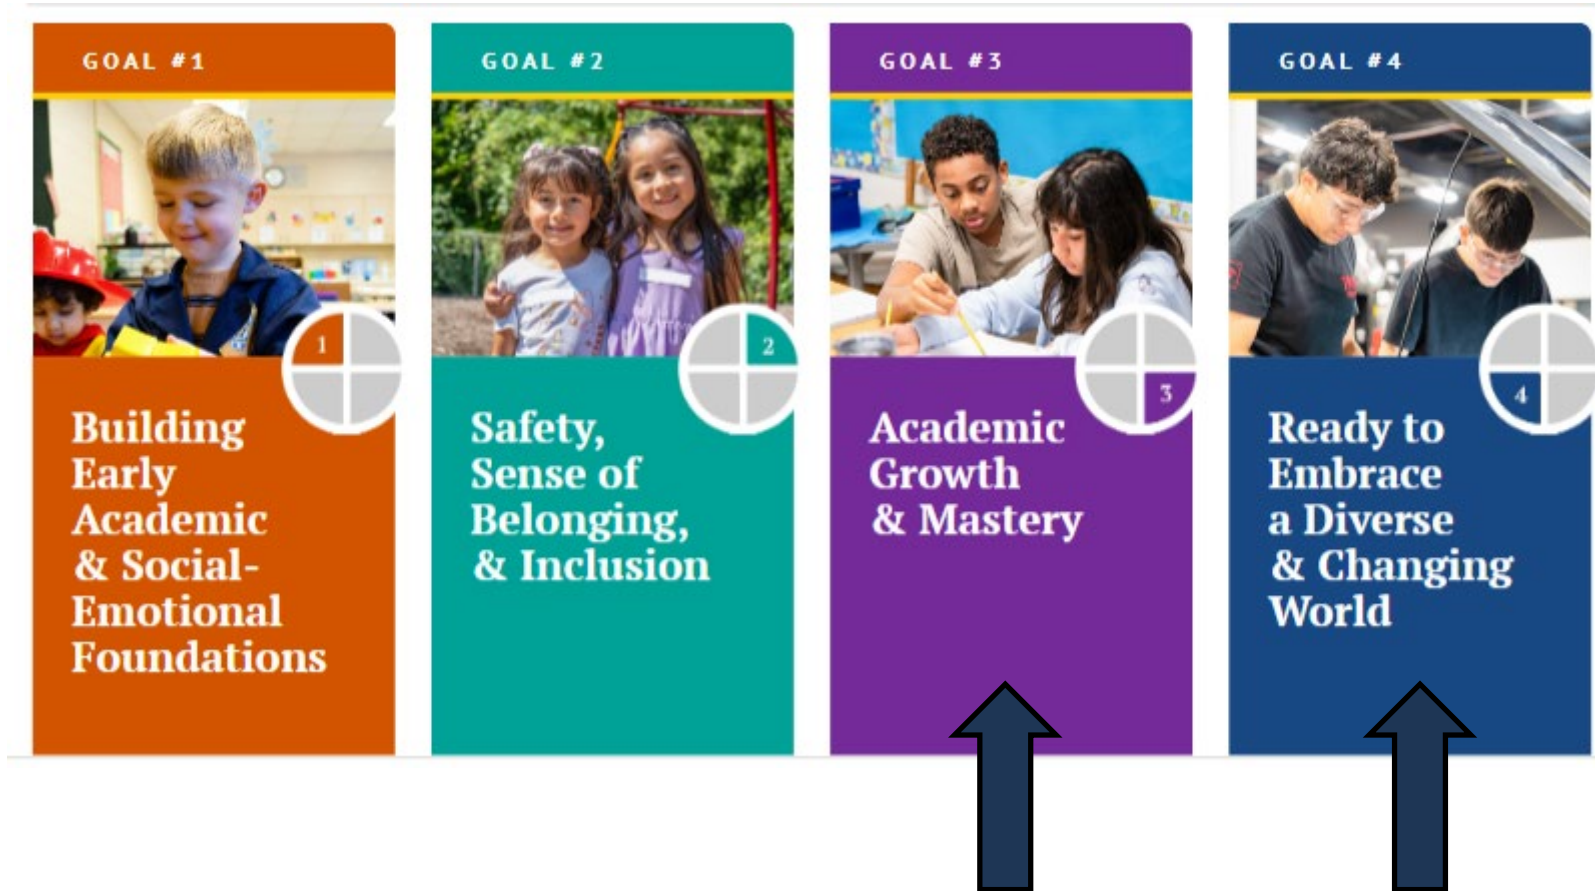 GOAL #1
1
Building
Early
Academic
& Social-
Emotional
Foundations
GOAL #2
2
Safety,
Sense of
Belonging,
& Inclusion
GOAL #3
3
Academic
Growth
& Mastery
GOAL #4
4
Ready to
Embrace
a Diverse
& Changing
World